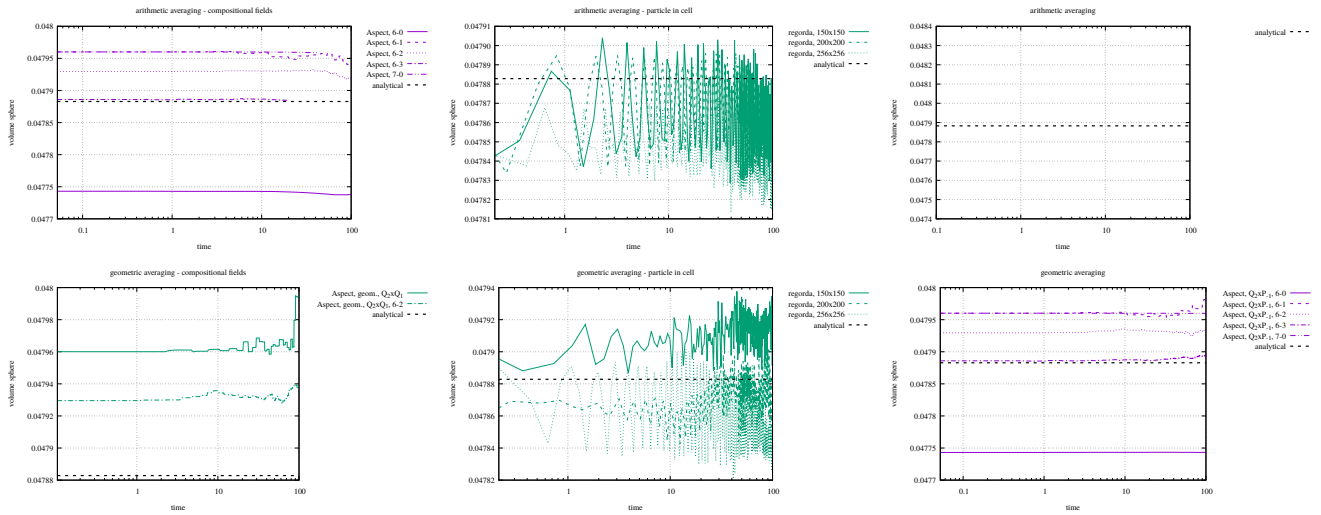 arithmetic averaging - compositional fields
0.048
0.04795
0.0479
0.04785
0.0478
0.04775
0.0477
volume sphere
0.1
1
10
100
time
Aspect, 6-0
Aspect, 6-1
Aspect, 6-2
Aspect, 6-3
Aspect, 7-0
analytical
arithmetic averaging - particle in cell
0.04791
0.04790
0.04789
0.04788
0.04787
0.04786
0.04785
0.04784
0.04783
0.04782
0.04781
volume sphere
1
10
100
time
regorda, 150x150
regorda, 200x200
regorda, 256x256
analytical
arithmetic averaging
0.0484
0.0483
0.0482
0.0481
0.048
0.0479
0.0478
0.0477
0.0476
0.0475
0.0474
volume sphere
0.1
1
10
100
time
analytical
geometric averaging - compositional fields
0.048
0.04798
0.04796
0.04794
0.04792
0.0479
0.04788
volume sphere
1
10
100
time
Aspect, geom., Q₂xQ₁
Aspect, geom., Q₂xQ₁, 6-2
analytical
geometric averaging - particle in cell
0.04794
0.04792
0.0479
0.04788
0.04786
0.04784
0.04782
volume sphere
1
10
100
time
regorda, 150x150
regorda, 200x200
regorda, 256x256
analytical
geometric averaging
0.048
0.04795
0.0479
0.04785
0.0478
0.04775
0.0477
volume sphere
0.1
1
10
100
time
Aspect, Q₂xP₋₁, 6-0
Aspect, Q₂xP₋₁, 6-1
Aspect, Q₂xP₋₁, 6-2
Aspect, Q₂xP₋₁, 6-3
Aspect, Q₂xP₋₁, 7-0
analytical